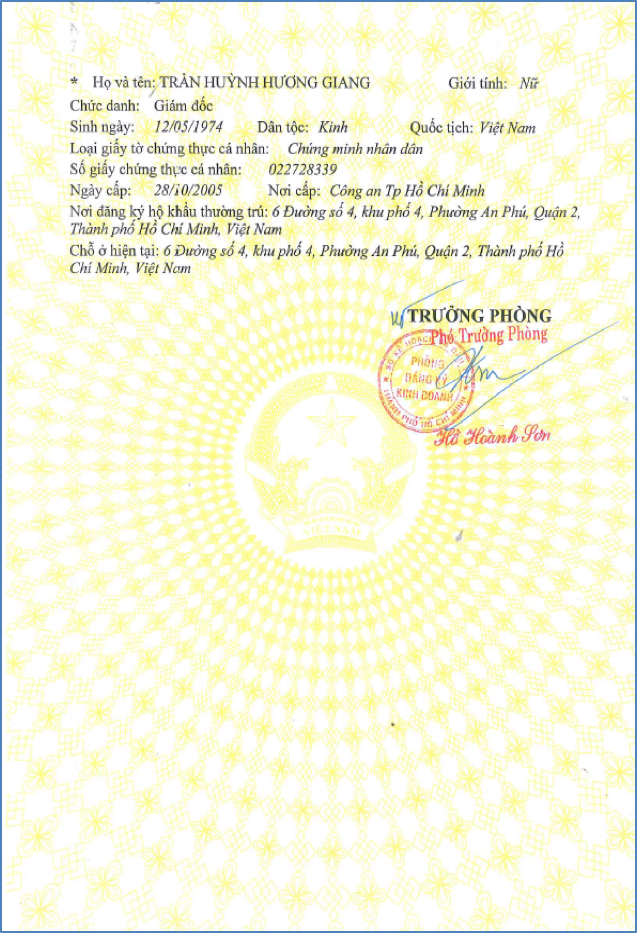 * Họ và tên: TRẦN HUỲNH HƯƠNG GIANG Giới tính: Nữ
Chức danh: Giám đốc
Sinh ngày: 12/05/1974 Dân tộc: Kinh Quốc tịch: Việt Nam
Loại giấy tờ chứng thực cá nhân: Chứng minh nhân dân
Số giấy chứng thực cá nhân: 022728339
Ngày cấp: 28/10/2005 Nơi cấp: Công an Tp Hồ Chí Minh
Nơi đăng ký hộ khẩu thường trú: 6 Đường số 4, khu phố 4, Phường An Phú, Quận 2,
Thành phố Hồ Chí Minh, Việt Nam
Chỗ ở hiện tại: 6 Đường số 4, khu phố 4, Phường An Phú, Quận 2, Thành phố Hồ
Chí Minh, Việt Nam
TRƯỞNG PHÒNG
Phó Trưởng Phòng
PHÒNG
ĐĂNG KÝ
KINH DOANH
THÀNH PHỐ HỒ CHÍ MINH
Hồ Hoành Sơn
VIỆT NAM